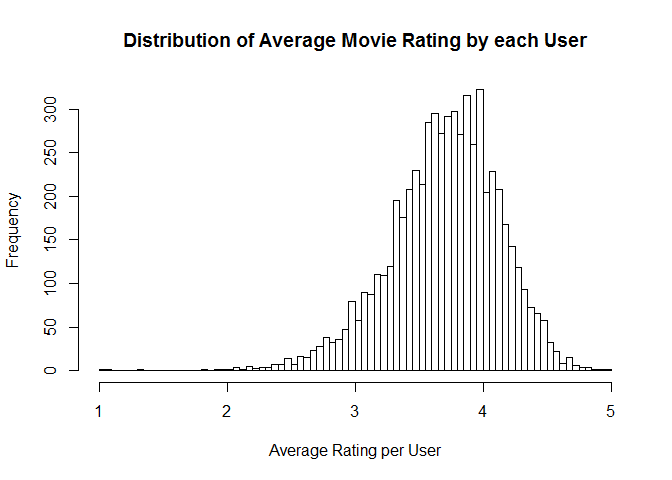 Distribution of Average Movie Rating by each User
Frequency
300
250
200
150
100
50
0
1 2 3 4 5
Average Rating per User